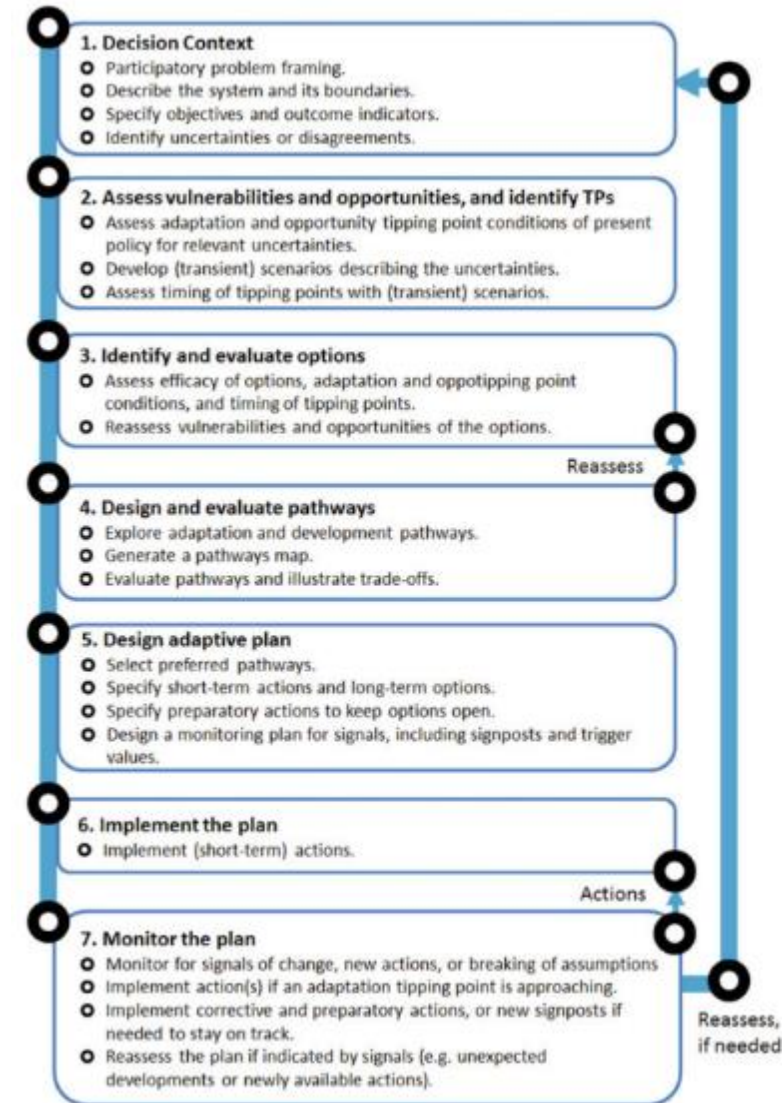 1. Decision Context
Participatory problem framing.
Describe the system and its boundaries.
Specify objectives and outcome indicators.
Identify uncertainties or disagreements.
2. Assess vulnerabilities and opportunities, and identify TPs
Assess adaptation and opportunity tipping point conditions of present
policy for relevant uncertainties.
Develop (transient) scenarios describing the uncertainties.
Assess timing of tipping points with (transient) scenarios.
3. Identify and evaluate options
Assess efficacy of options, adaptation and oppotipping point
conditions, and timing of tipping points.
Reassess vulnerabilities and opportunities of the options.
Reassess
4. Design and evaluate pathways
Explore adaptation and development pathways.
Generate a pathways map.
Evaluate pathways and illustrate trade-offs.
5. Design adaptive plan
Select preferred pathways.
Specify short-term actions and long-term options.
Specify preparatory actions to keep options open.
Design a monitoring plan for signals, including signposts and trigger
values.
6. Implement the plan
Implement (short-term) actions.
Actions
7. Monitor the plan
Monitor for signals of change, new actions, or breaking of assumptions
Implement action(s) if an adaptation tipping point is approaching.
Implement corrective and preparatory actions, or new signposts if
needed to stay on track.
Reassess the plan if indicated by signals (e.g. unexpected
developments or newly available actions).
Reassess,
if needed